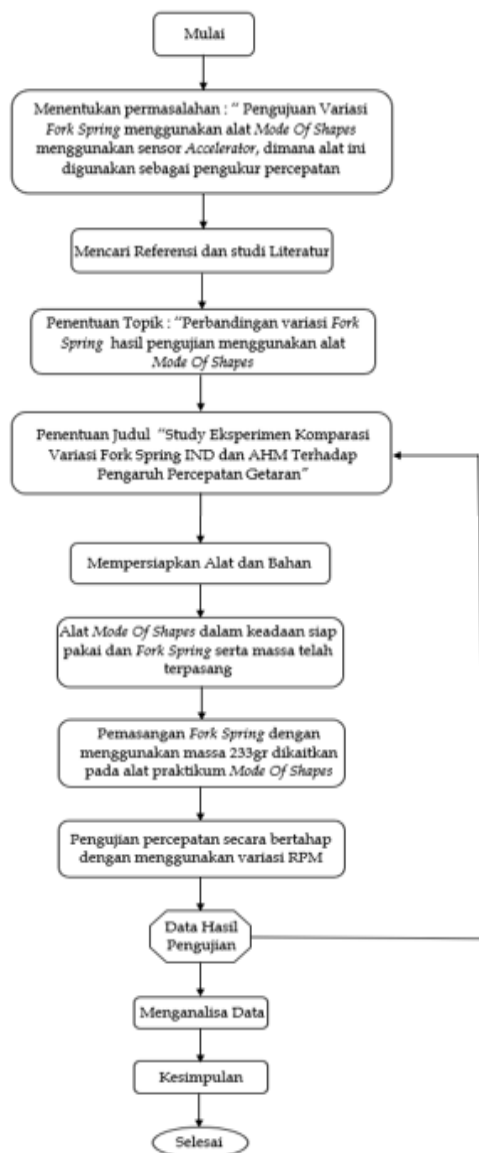 Mulai
Menentukan permasalahan : “ Pengujuan Variasi
Fork Spring menggunakan alat Mode Of Shapes
menggunakan sensor Accelerator, dimana alat ini
digunakan sebagai pengukur percepatan
Mencari Referensi dan studi Literatur
Penentuan Topik : “Perbandingan variasi Fork
Spring hasil pengujian menggunakan alat
Mode Of Shapes
Penentuan Judul “Study Eksperimen Komparasi
Variasi Fork Spring IND dan AHM Terhadap
Pengaruh Percepatan Getaran”
Mempersiapkan Alat dan Bahan
Alat Mode Of Shapes dalam keadaan siap
pakai dan Fork Spring serta massa telah
terpasang
Pemasangan Fork Spring dengan
menggunakan massa 233gr dikaitkan
pada alat praktikum Mode Of Shapes
Pengujian percepatan secara bertahap
dengan menggunakan variasi RPM
Data Hasil
Pengujian
Menganalisa Data
Kesimpulan
Selesai